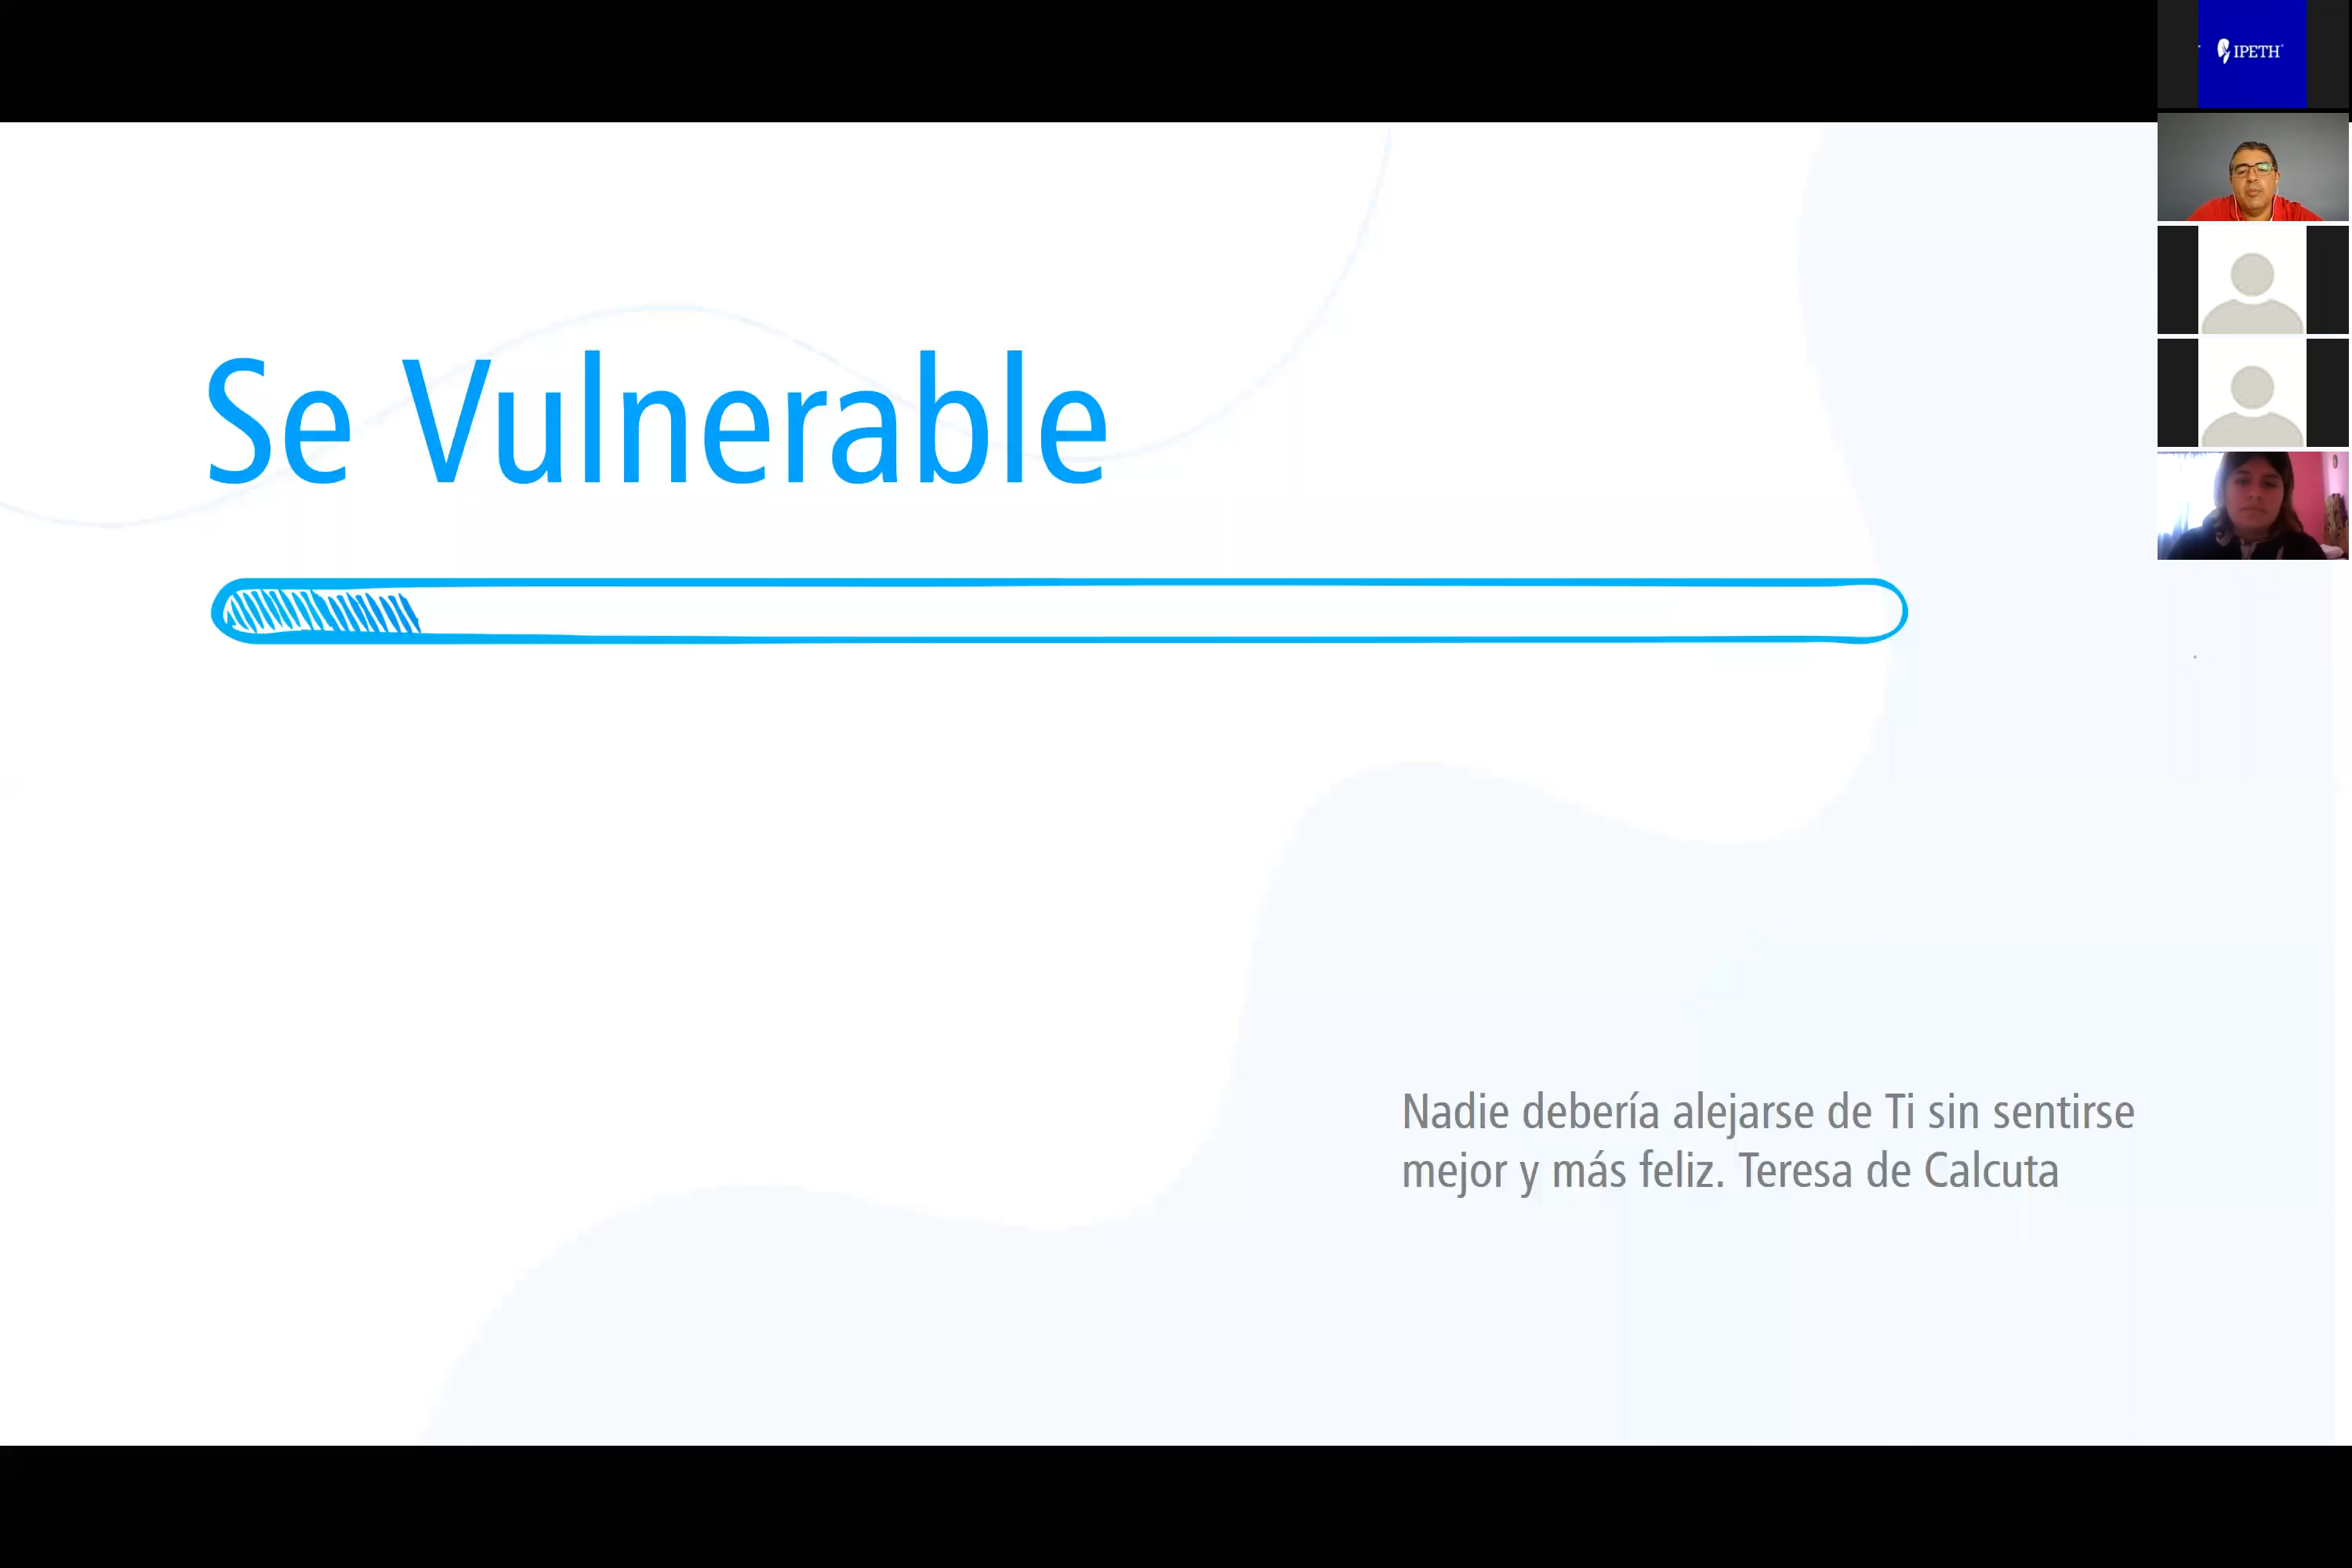 IPETH
Se Vulnerable
Nadie debería alejarse de Ti sin sentirse
mejor y más feliz. Teresa de Calcuta